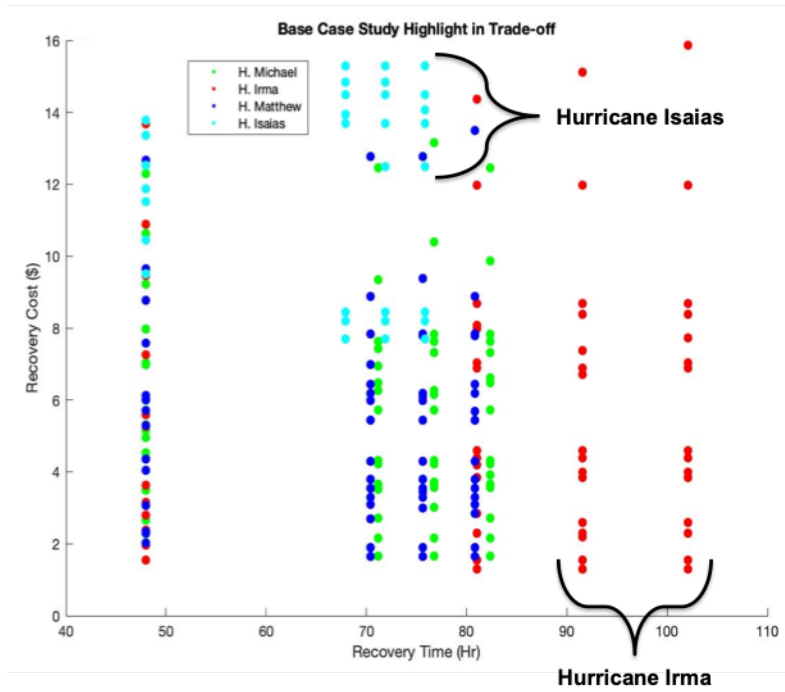 Base Case Study Highlight in Trade-off
16
14
12
10
8
6
4
2
0
Recovery Cost ($)
H. Michael
H. Irma
H. Matthew
H. Isaias
Hurricane Isaias
40 50 60 70 80 90 100 110
Recovery Time (Hr)
Hurricane Irma